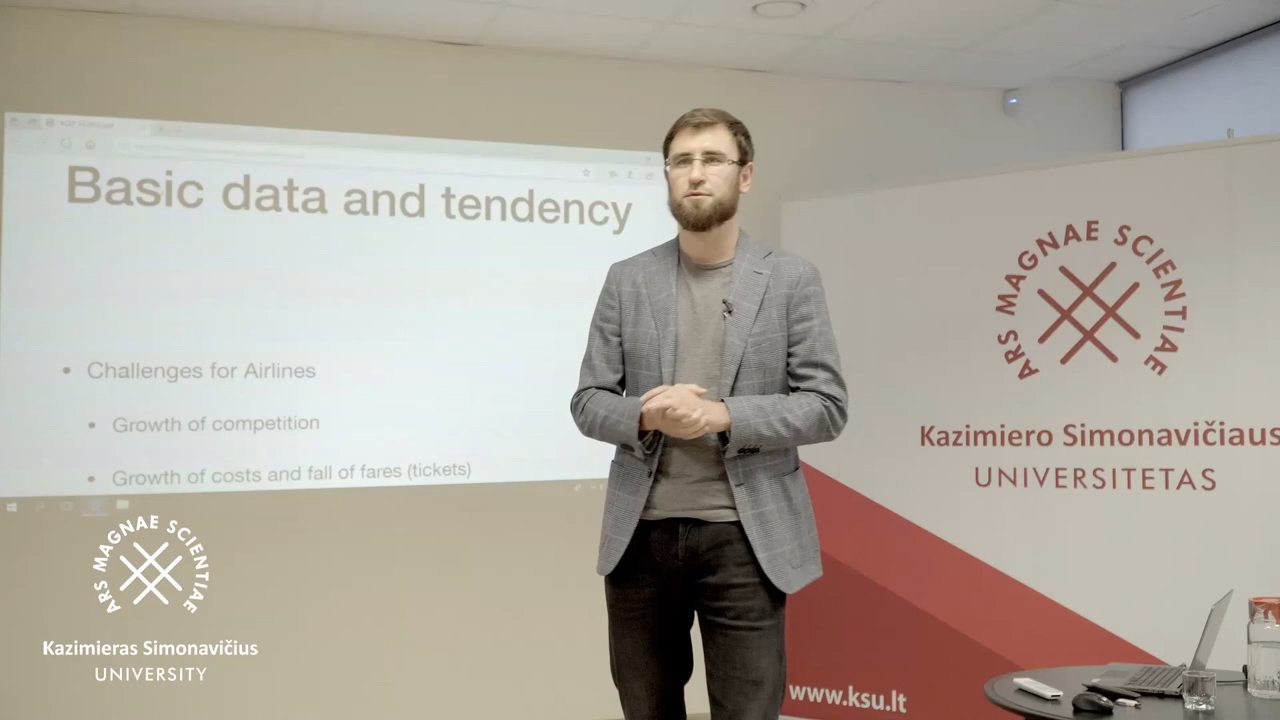 Basic data and tendency
• Challenges for Airlines
• Growth of competition
• Growth of costs and fall of fares (tickets)
ARS MAGNAE SCIENTIAE
Kazimiero Simonavičiaus
UNIVERSITETAS
www.ksu.lt
ARS MAGNAE SCIENTIAE
Kazimieras Simonavičius
UNIVERSITY